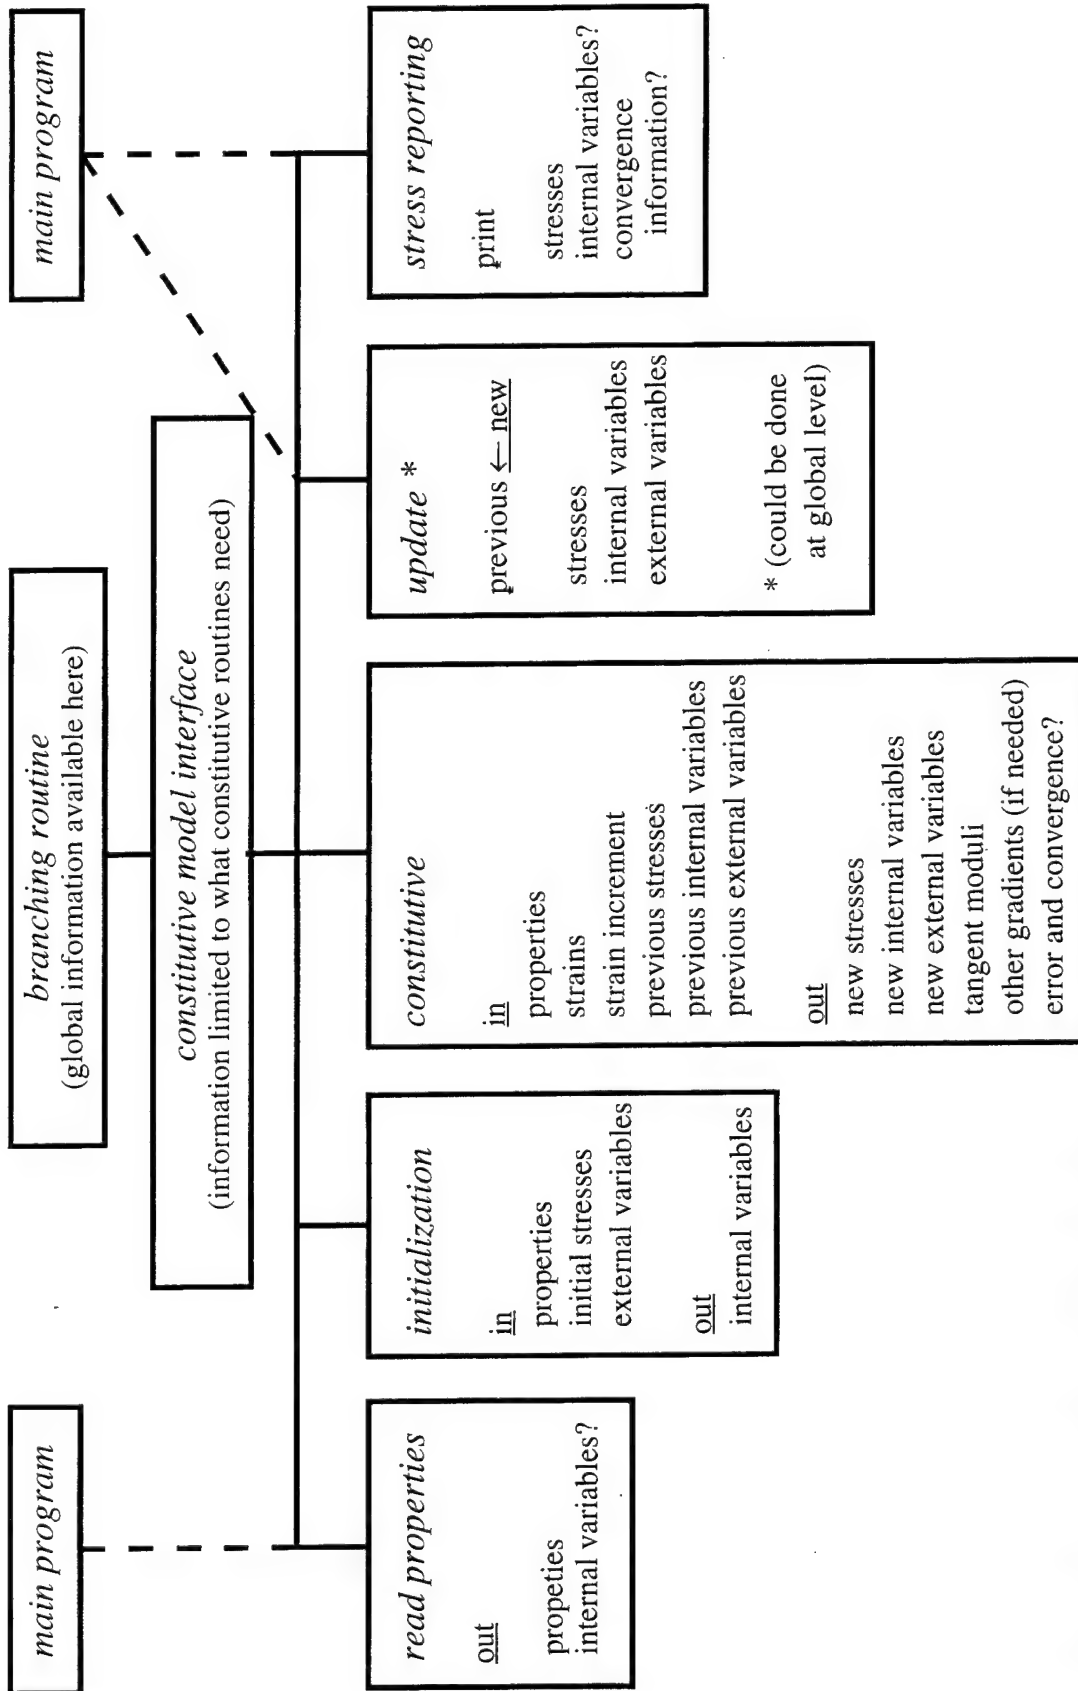 main program
branching routine
(global information available here)
main program
constitutive model interface
(information limited to what constitutive routines need)
read properties
out
propeties
internal variables?
initialization
in
properties
initial stresses
external variables
out
internal variables
constitutive
in
properties
strains
strain increment
previous stresses
previous internal variables
previous external variables
out
new stresses
new internal variables
new external variables
tangent moduli
other gradients (if needed)
error and convergence?
update *
previous ← new
stresses
internal variables
external variables
* (could be done
at global level)
stress reporting
print
stresses
internal variables?
convergence
information?